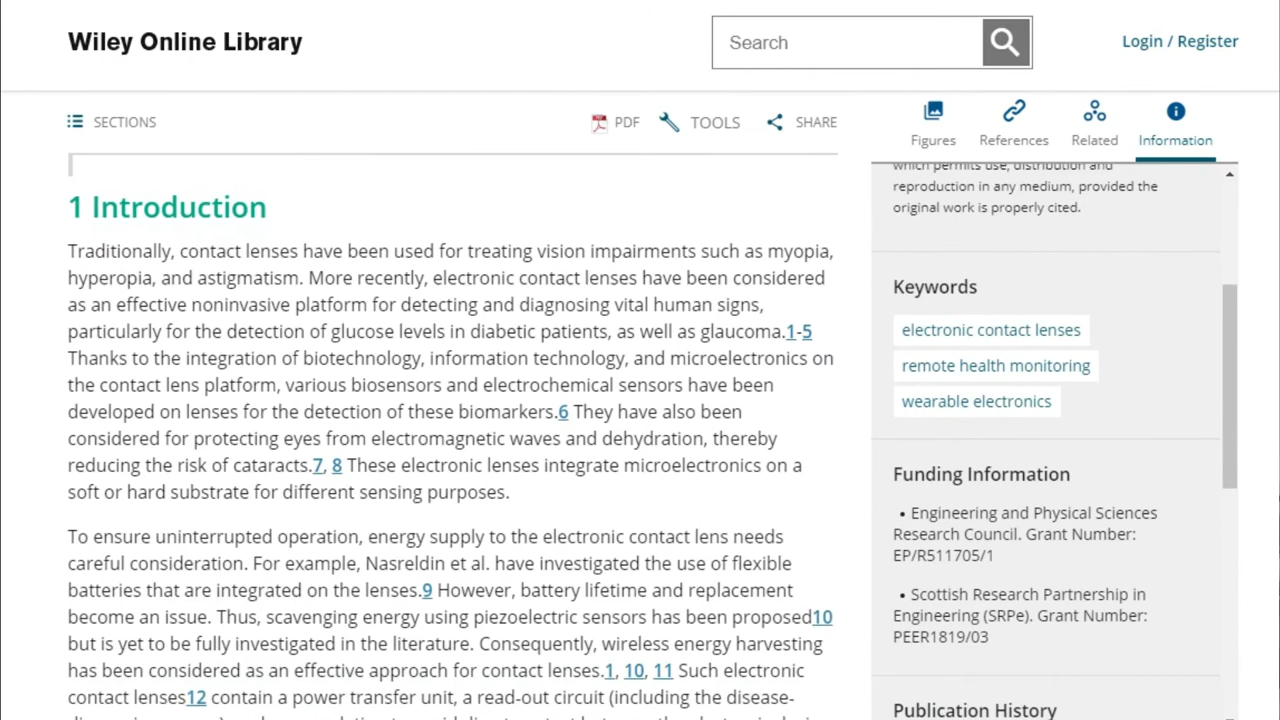 Wiley Online Library
Search
Login / Register
SECTIONS
PDF
TOOLS
SHARE
1 Introduction
Traditionally, contact lenses have been used for treating vision impairments such as myopia,
hyperopia, and astigmatism. More recently, electronic contact lenses have been considered
as an effective noninvasive platform for detecting and diagnosing vital human signs,
particularly for the detection of glucose levels in diabetic patients, as well as glaucoma.1-5
Thanks to the integration of biotechnology, information technology, and microelectronics on
the contact lens platform, various biosensors and electrochemical sensors have been
developed on lenses for the detection of these biomarkers.6 They have also been
considered for protecting eyes from electromagnetic waves and dehydration, thereby
reducing the risk of cataracts.7, 8 These electronic lenses integrate microelectronics on a
soft or hard substrate for different sensing purposes.
To ensure uninterrupted operation, energy supply to the electronic contact lens needs
careful consideration. For example, Nasreldin et al. have investigated the use of flexible
batteries that are integrated on the lenses.9 However, battery lifetime and replacement
become an issue. Thus, scavenging energy using piezoelectric sensors has been proposed10
but is yet to be fully investigated in the literature. Consequently, wireless energy harvesting
has been considered as an effective approach for contact lenses.1, 10, 11 Such electronic
contact lenses12 contain a power transfer unit, a read-out circuit (including the disease-
Figures
References
Related
Information
which permits use, distribution and
reproduction in any medium, provided the
original work is properly cited.
Keywords
electronic contact lenses
remote health monitoring
wearable electronics
Funding Information
• Engineering and Physical Sciences
Research Council. Grant Number:
EP/R511705/1
• Scottish Research Partnership in
Engineering (SRPe). Grant Number:
PEER1819/03
Publication History